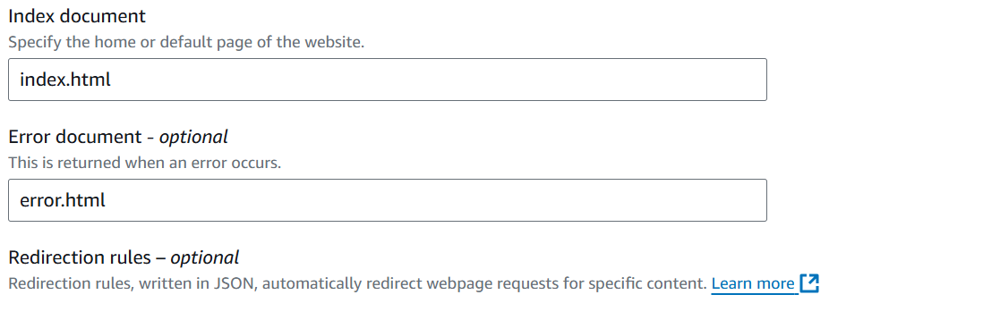 Index document
Specify the home or default page of the website.
index.html
Error document - optional
This is returned when an error occurs.
error.html
Redirection rules – optional
Redirection rules, written in JSON, automatically redirect webpage requests for specific content. Learn more